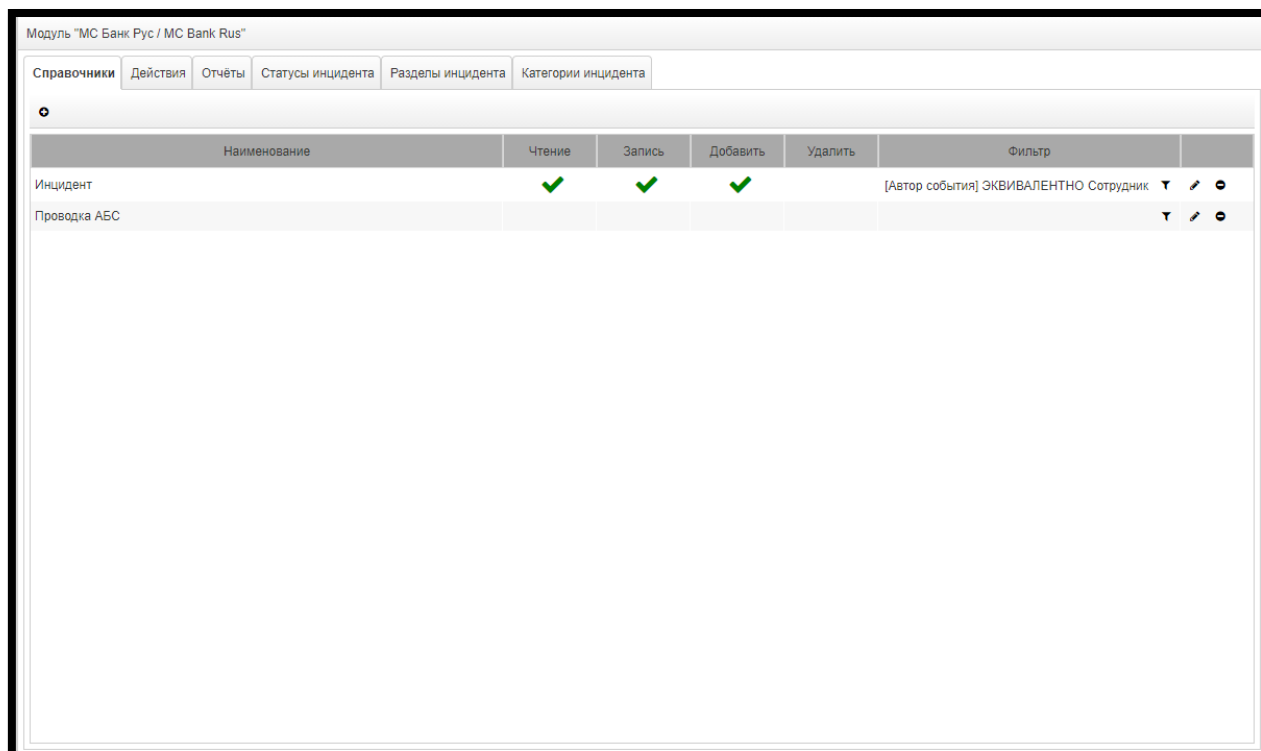 Модуль "МС Банк Рус / MC Bank Rus"
Справочники Действия Отчёты Статусы инцидента Разделы инцидента Категории инцидента
Наименование Чтение Запись Добавить Удалить Фильтр
Инцидент [Автор события] ЭКВИВАЛЕНТНО Сотрудник
Проводка АБС